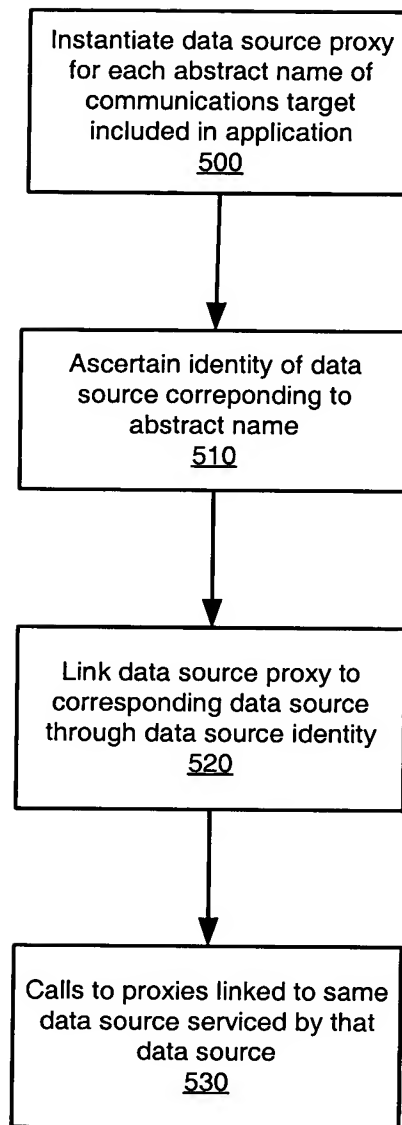 Instantiate data source proxy
for each abstract name of
communications target
included in application
500
Ascertain identity of data
source correponding to
abstract name
510
Link data source proxy to
corresponding data source
through data source identity
520
Calls to proxies linked to same
data source serviced by that
data source
530